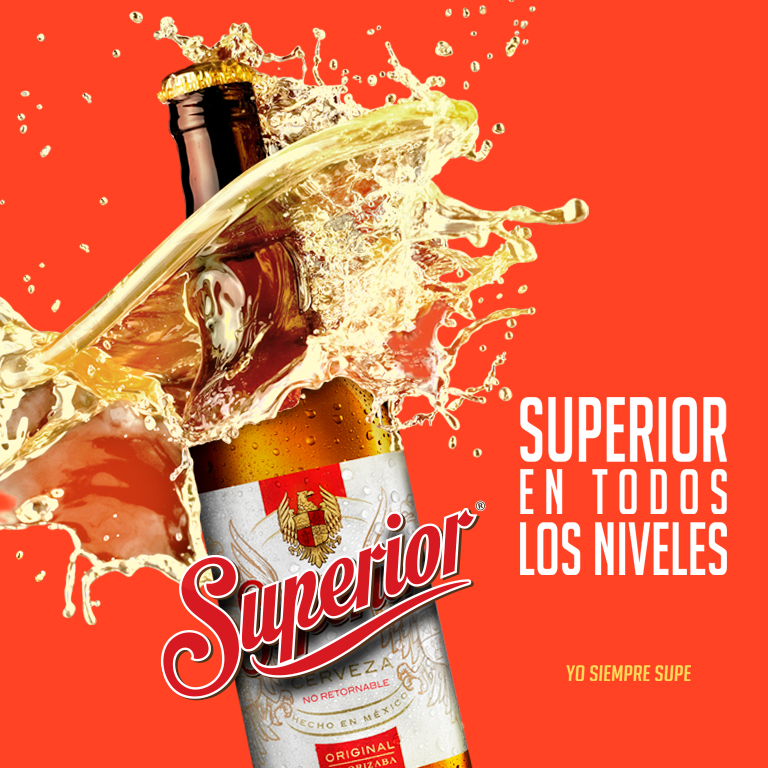 SUPERIOR
EN TODOS
LOS NIVELES
Superior®
CERVEZA
NO RETORNABLE
HECHO EN MÉXICO
ORIGINAL
YO SIEMPRE SUPE